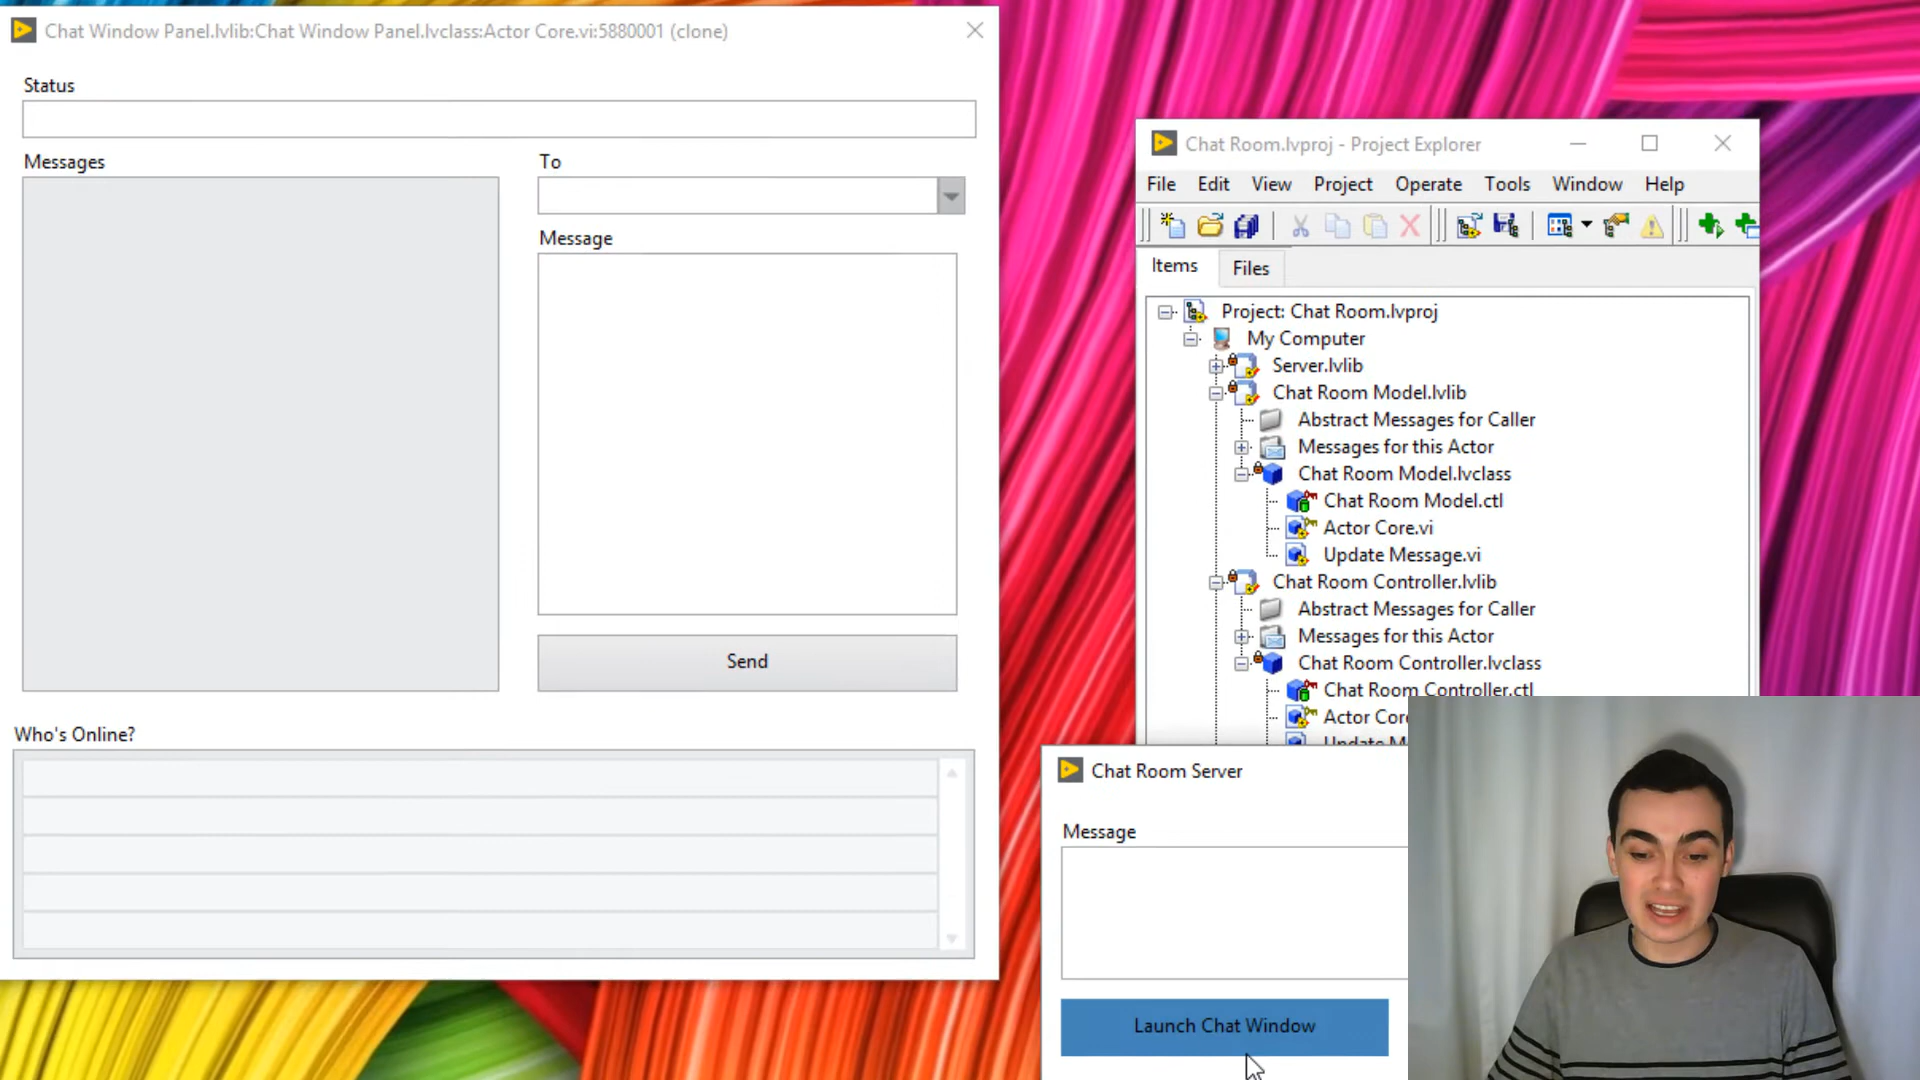 Chat Window Panel.lvlib:Chat Window Panel.lvclass:Actor Core.vi:5880001 (clone)
Status
Messages
To
Message
Send
Who's Online?
Chat Room.lvproj - Project Explorer
File Edit View Project Operate Tools Window Help
Items Files
Project: Chat Room.lvproj
My Computer
Server.lvlib
Chat Room Model.lvlib
Abstract Messages for Caller
Messages for this Actor
Chat Room Model.lvclass
Chat Room Model.ctl
Actor Core.vi
Update Message.vi
Chat Room Controller.lvlib
Abstract Messages for Caller
Messages for this Actor
Chat Room Controller.lvclass
Chat Room Controller.ctl
Actor
Chat Room Server
Message
Launch Chat Window